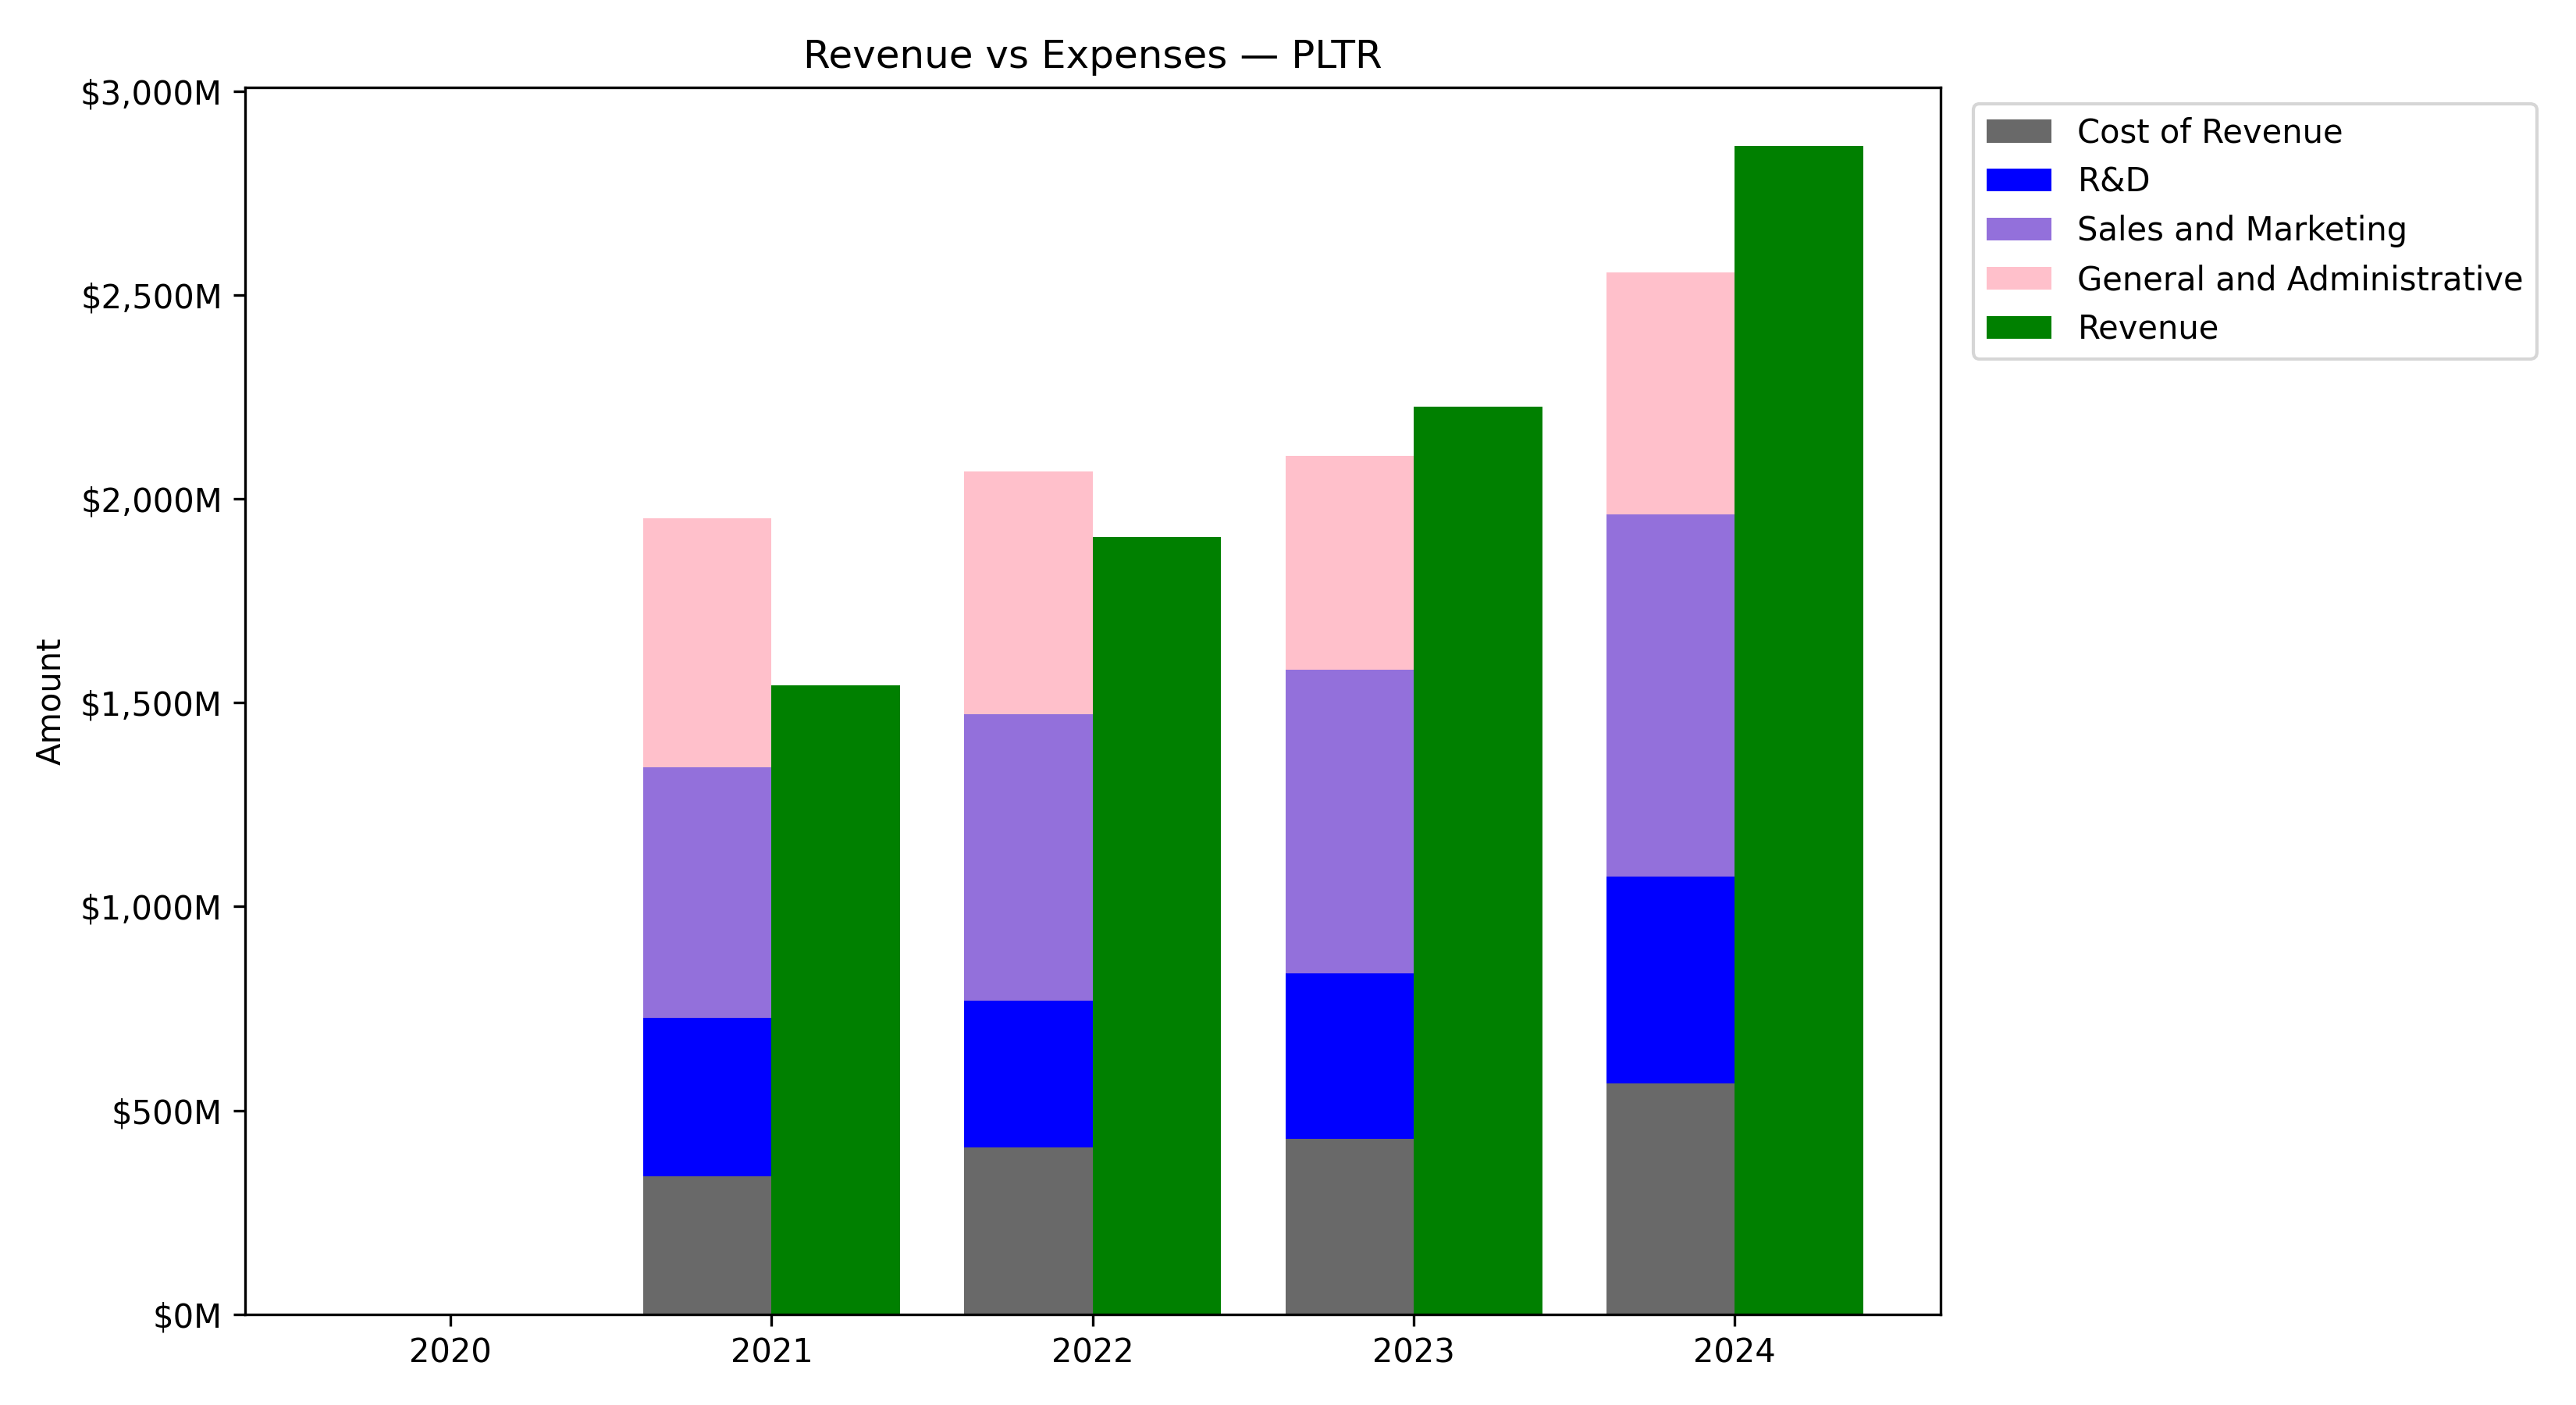 Revenue vs Expenses — PLTR
$3,000M
$2,500M
$2,000M
$1,500M
$1,000M
$500M
$0M
Amount
2020
2021
2022
2023
2024
Cost of Revenue
R&D
Sales and Marketing
General and Administrative
Revenue